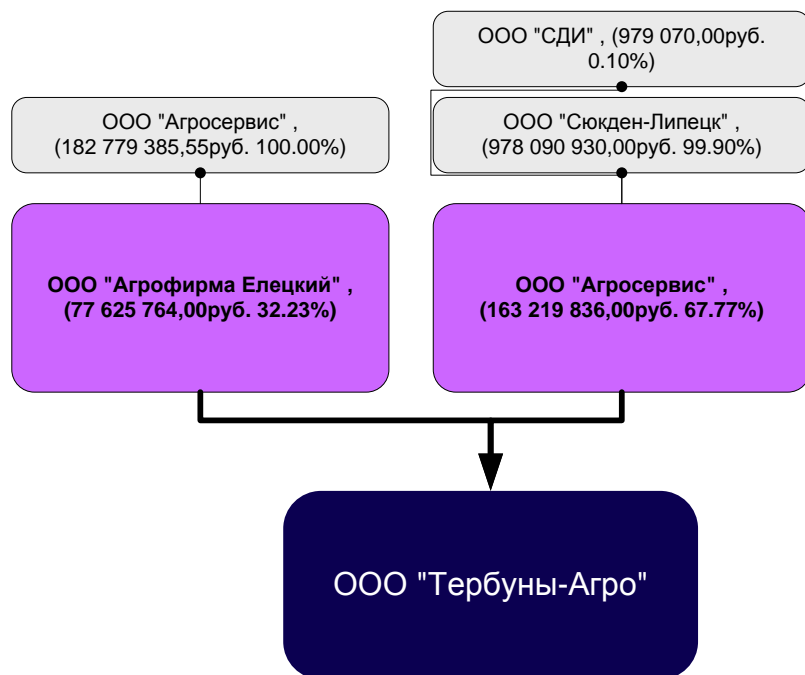 ООО "СДИ" , (979 070,00руб.
0.10%)
ООО "Агросервис" ,
(182 779 385,55руб. 100.00%)
ООО "Сюкден-Липецк" ,
(978 090 930,00руб. 99.90%)
ООО "Агрофирма Елецкий" ,
(77 625 764,00руб. 32.23%)
ООО "Агросервис" ,
(163 219 836,00руб. 67.77%)
ООО "Тербуны-Агро"